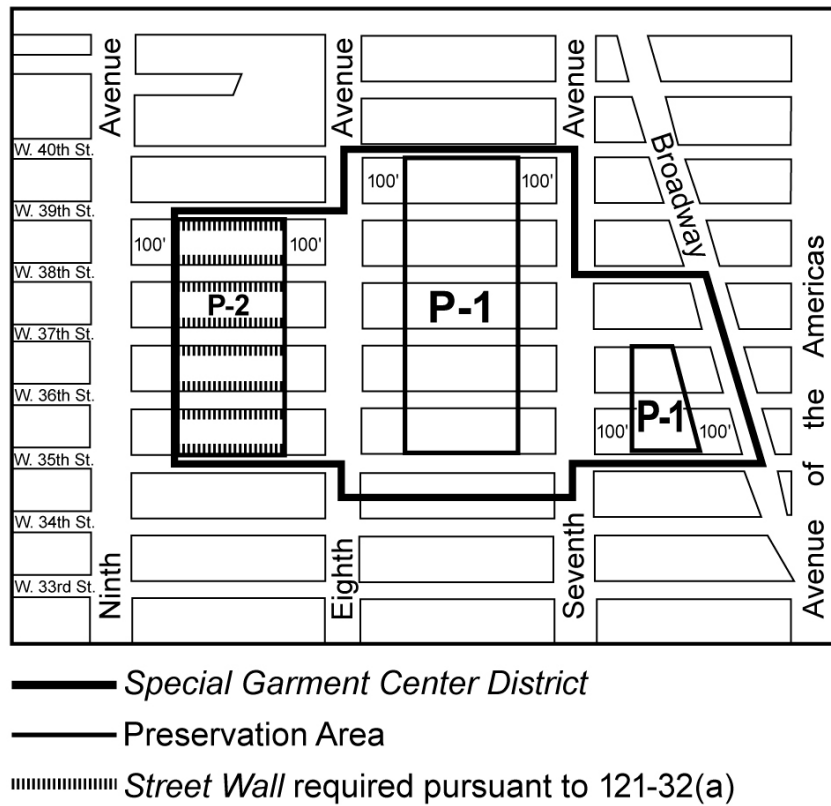 Avenue
Avenue
Avenue
W. 40th St.
100'
100'
Broadway
W. 39th St.
100'
100'
W. 38th St.
P-2
P-1
W. 37th St.
W. 36th St.
100'
P-1
100'
W. 35th St.
W. 34th St.
W. 33rd St.
Ninth
Eighth
Seventh
Avenue of the Americas
Special Garment Center District
Preservation Area
Street Wall required pursuant to 121-32(a)